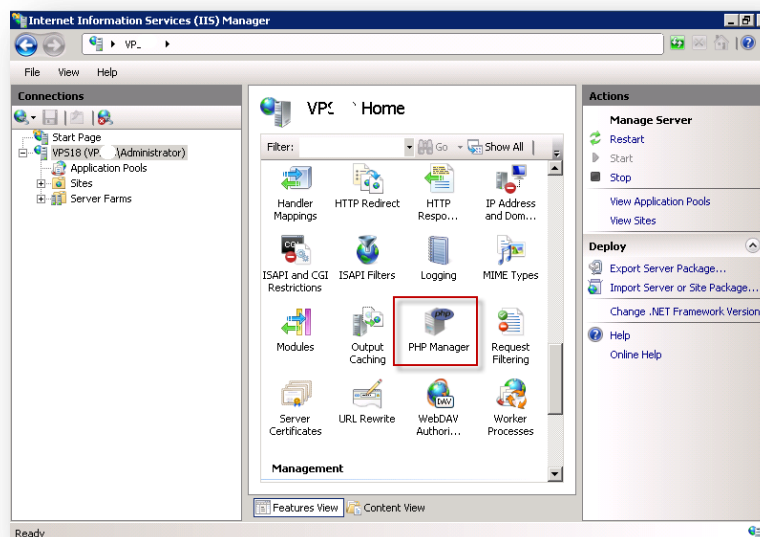 Internet Information Services (IIS) Manager
VP_
File View Help
Connections
Start Page
VPS18 (VP. \Administrator)
Application Pools
Sites
Server Farms
VPS Home
Filter: Go Show All
Handler Mappings
HTTP Redirect
HTTP Respo...
IP Address and Dom...
ISAPI and CGI Restrictions
ISAPI Filters
Logging
MIME Types
Modules
Output Caching
php
PHP Manager
Request Filtering
Server Certificates
URL Rewrite
DAV
WebDAV Authori...
Worker Processes
Management
Features View Content View
Actions
Manage Server
Restart
Start
Stop
View Application Pools
View Sites
Deploy
Export Server Package...
Import Server or Site Package...
Change .NET Framework Version
Help
Online Help
Ready